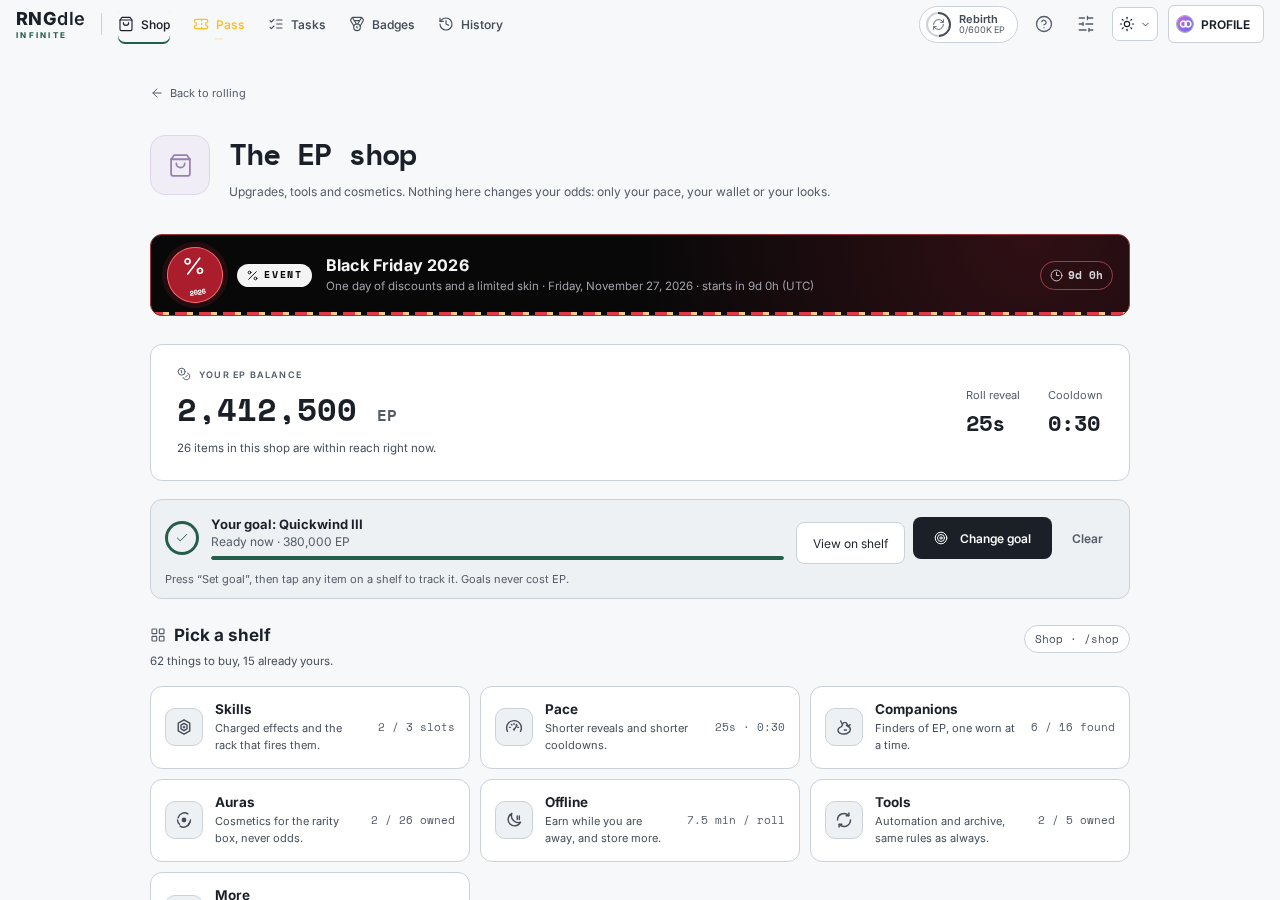 RNGdle
INFINITE
Shop
Pass
Tasks
Badges
History
Rebirth
0/600K EP
PROFILE
Back to rolling
The EP shop
Upgrades, tools and cosmetics. Nothing here changes your odds: only your pace, your wallet or your looks.
2026
EVENT
Black Friday 2026
One day of discounts and a limited skin · Friday, November 27, 2026 · starts in 9d 0h (UTC)
9d 0h
YOUR EP BALANCE
2,412,500 EP
26 items in this shop are within reach right now.
Roll reveal
25s
Cooldown
0:30
Your goal: Quickwind III
Ready now · 380,000 EP
View on shelf
Change goal
Clear
Press “Set goal”, then tap any item on a shelf to track it. Goals never cost EP.
Pick a shelf
62 things to buy, 15 already yours.
Shop · /shop
Skills
Charged effects and the
rack that fires them.
2 / 3 slots
Pace
Shorter reveals and shorter
cooldowns.
25s · 0:30
Companions
Finders of EP, one worn at
a time.
6 / 16 found
Auras
Cosmetics for the rarity
box, never odds.
2 / 26 owned
Offline
Earn while you are
away, and store more.
7.5 min / roll
Tools
Automation and archive,
same rules as always.
2 / 5 owned
More